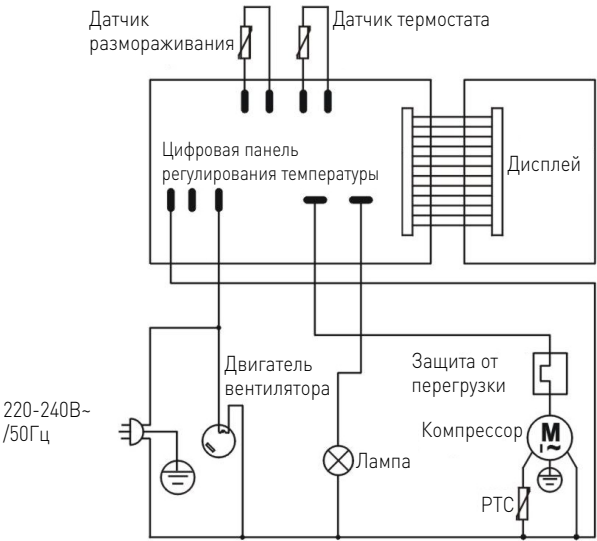 Датчик
размораживания
Датчик термостата
Цифровая панель
регулирования температуры
Дисплей
Двигатель
вентилятора
Защита от
перегрузки
220-240В~
/50Гц
Компрессор
M
I ~
Лампа
PTC